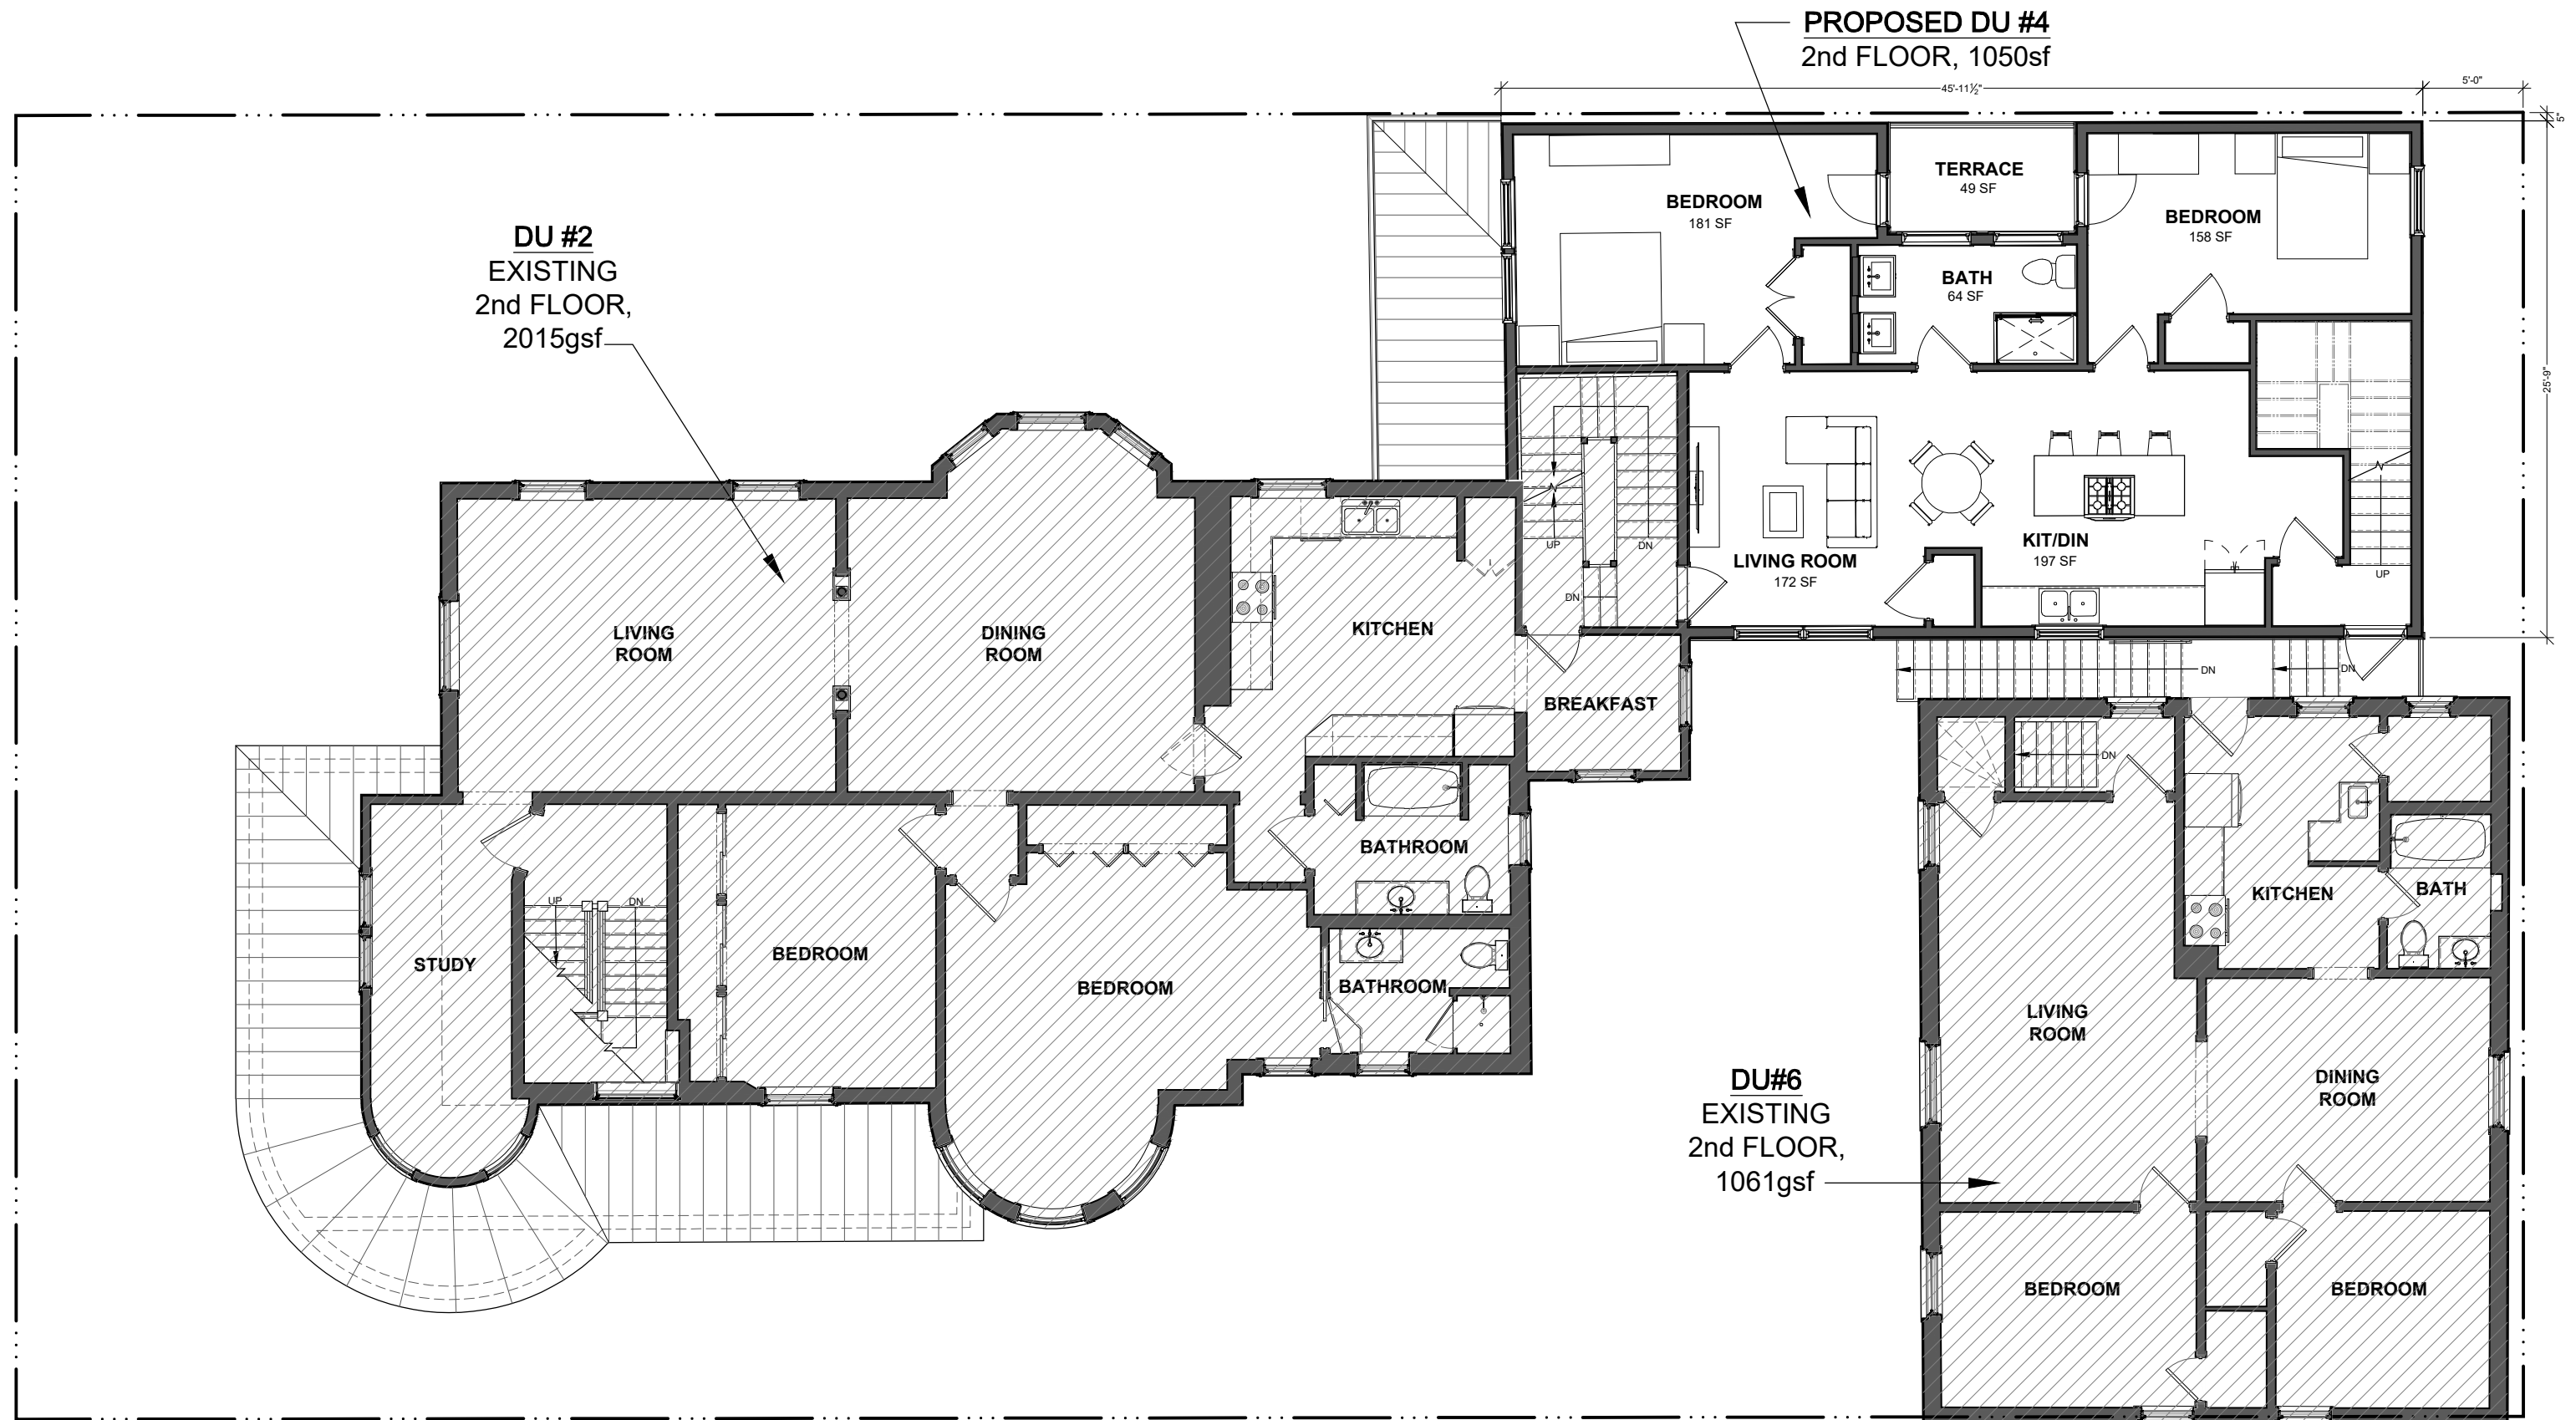 PROPOSED DU #4
2nd FLOOR, 1050sf
45'-11½"
5'-0"
5"
25'-9"
DU #2
EXISTING
2nd FLOOR,
2015gsf
BEDROOM
181 SF
TERRACE
49 SF
BEDROOM
158 SF
BATH
64 SF
LIVING ROOM
172 SF
KIT/DIN
197 SF
UP
DN
DN
UP
DN
DN
LIVING
ROOM
DINING
ROOM
KITCHEN
BREAKFAST
BATHROOM
BATHROOM
STUDY
UP
DN
BEDROOM
BEDROOM
DU#6
EXISTING
2nd FLOOR,
1061gsf
DN
KITCHEN
BATH
LIVING
ROOM
DINING
ROOM
BEDROOM
BEDROOM